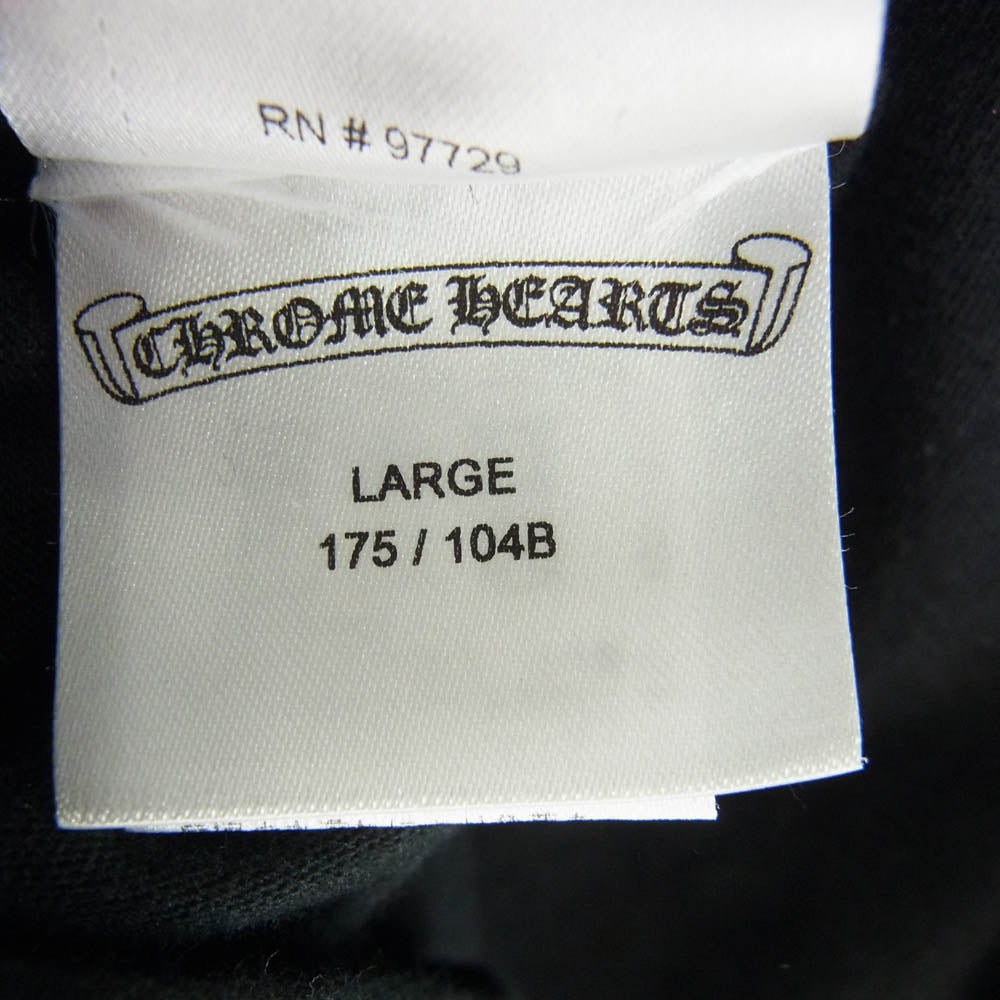 RN # 97729
CHROME HEARTS
LARGE
175 / 104B